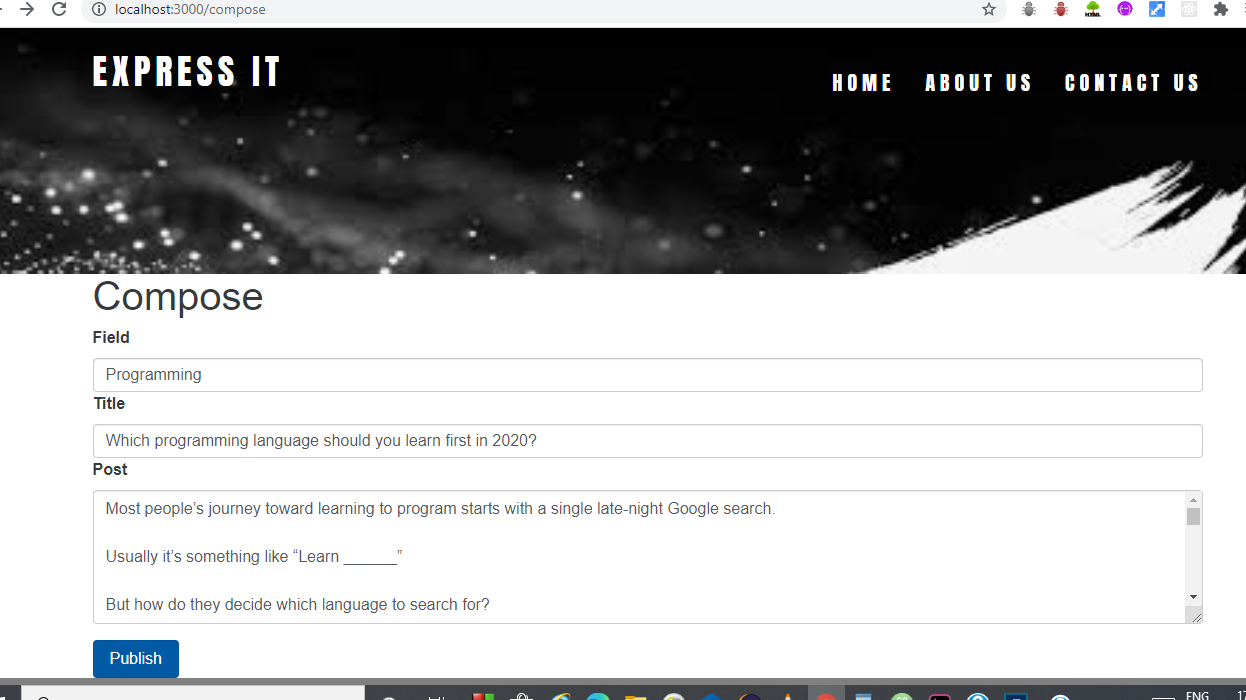 localhost:3000/compose
EXPRESS IT
HOME ABOUT US CONTACT US
Compose
Field
Programming
Title
Which programming language should you learn first in 2020?
Post
Most people’s journey toward learning to program starts with a single late-night Google search.
Usually it’s something like “Learn ______”
But how do they decide which language to search for?
Publish
ENG